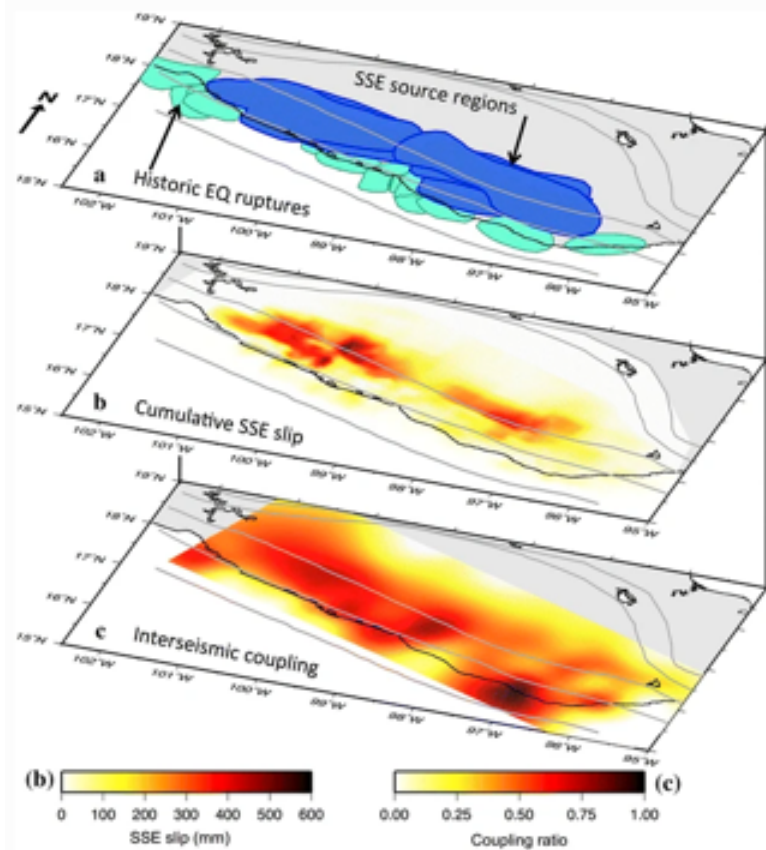 19°N
18°N
17°N
16°N
15°N
N
SSE source regions
a
Historic EQ ruptures
102°W
101°W
100°W
99°W
98°W
97°W
96°W
95°W
19°N
18°N
17°N
16°N
15°N
b
Cumulative SSE slip
102°W
101°W
100°W
99°W
98°W
97°W
96°W
95°W
19°N
18°N
17°N
16°N
15°N
c
Interseismic coupling
102°W
101°W
100°W
99°W
98°W
97°W
96°W
95°W
(b)
0 100 200 300 400 500 600
SSE slip (mm)
(c)
0.00 0.25 0.50 0.75 1.00
Coupling ratio